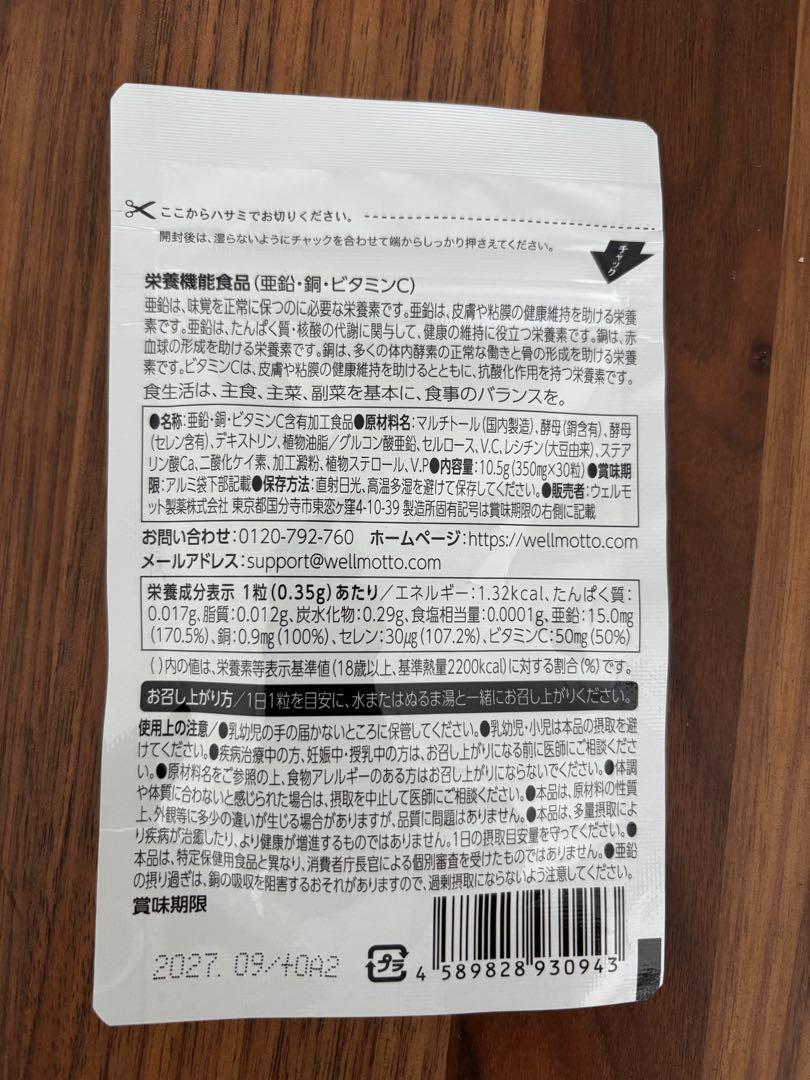 ここからハサミでお切りください。
開封後は、湿らないようにチャックを合わせて端からしっかり押さえてください。
チャック
栄養機能食品(亜鉛・銅・ビタミンC)
亜鉛は、味覚を正常に保つのに必要な栄養素です。亜鉛は、皮膚や粘膜の健康維持を助ける栄養
素です。亜鉛は、たんぱく質・核酸の代謝に関与して、健康の維持に役立つ栄養素です。銅は、赤
血球の形成を助ける栄養素です。銅は、多くの体内酵素の正常な働きと骨の形成を助ける栄養
素です。ビタミンCは、皮膚や粘膜の健康維持を助けるとともに、抗酸化作用を持つ栄養素です。
食生活は、主食、主菜、副菜を基本に、食事のバランスを。
●名称:亜鉛・銅・ビタミンC含有加工食品●原材料名:マルチトール(国内製造)、酵母(銅含有)、酵母
(セレン含有)、デキストリン、植物油脂/グルコン酸亜鉛、セルロース、V.C、レシチン(大豆由来)、ステア
リン酸Ca、二酸化ケイ素、加工澱粉、植物ステロール、V.P●内容量:10.5g(350mg×30粒)●賞味期
限:アルミ袋下部記載●保存方法:直射日光、高温多湿を避けて保存してください。●販売者:ウェルモ
ット製薬株式会社 東京都国分寺市東恋ヶ窪4-10-39 製造所固有記号は賞味期限の右側に記載
お問い合わせ:0120-792-760 ホームページ:https://wellmotto.com
メールアドレス:support@wellmotto.com
栄養成分表示 1粒(0.35g)あたり/エネルギー:1.32kcal、たんぱく質:
0.017g、脂質:0.012g、炭水化物:0.29g、食塩相当量:0.0001g、亜鉛:15.0mg
(170.5%)、銅:0.9mg(100%)、セレン:30μg(107.2%)、ビタミンC:50mg(50%)
( )内の値は、栄養素等表示基準値(18歳以上、基準熱量2200kcal)に対する割合(%)です。
お召し上がり方/1日1粒を目安に、水またはぬるま湯と一緒にお召し上がりください。
使用上の注意/●乳幼児の手の届かないところに保管してください。●乳幼児・小児は本品の摂取を避
けてください。●疾病治療中の方、妊娠中・授乳中の方は、お召し上がりになる前に医師にご相談くださ
い。●原材料名をご参照の上、食物アレルギーのある方はお召し上がりにならないでください。●体調
や体質に合わないと感じられた場合は、摂取を中止して医師にご相談ください。●本品は、原材料の性質
上、外観等に多少の違いが生じる場合がありますが、品質に問題はありません。●本品は、多量摂取によ
り疾病が治癒したり、より健康が増進するものではありません。1日の摂取目安量を守ってください。●
本品は、特定保健用食品と異なり、消費者庁長官による個別審査を受けたものではありません。●亜鉛
の摂り過ぎは、銅の吸収を阻害するおそれがありますので、過剰摂取にならないよう注意してください。
賞味期限
2027. 09/+0A2
プラ
4 589828 930943